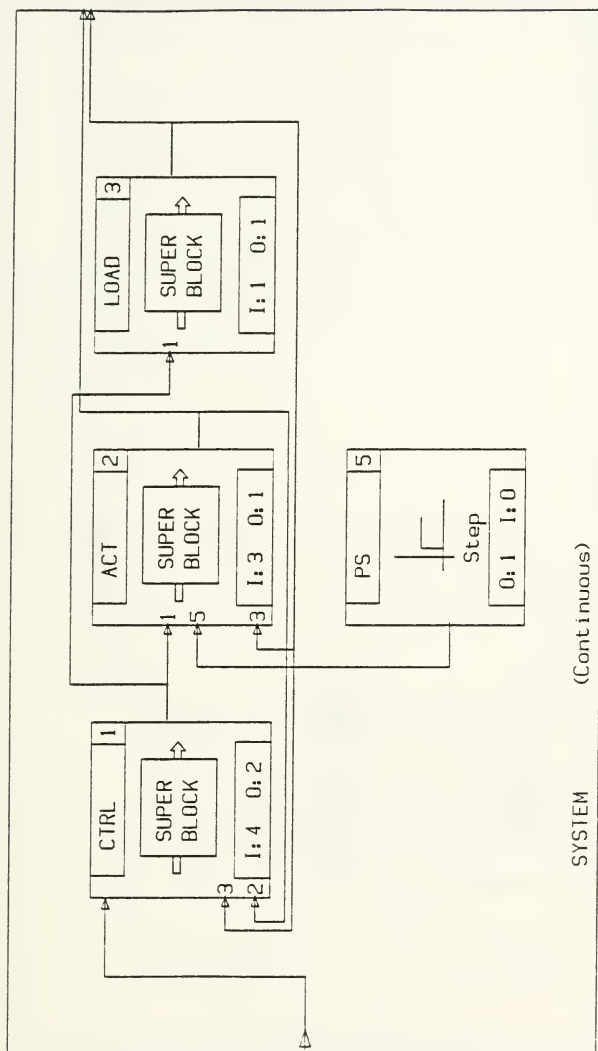 CTRL 1
SUPER
BLOCK
I: 4 O: 2
3
2
ACT 2
SUPER
BLOCK
I: 3 O: 1
1
5
3
LOAD 3
SUPER
BLOCK
I: 1 O: 1
1
PS 5
Step
O: 1 I: 0
SYSTEM (Continuous)